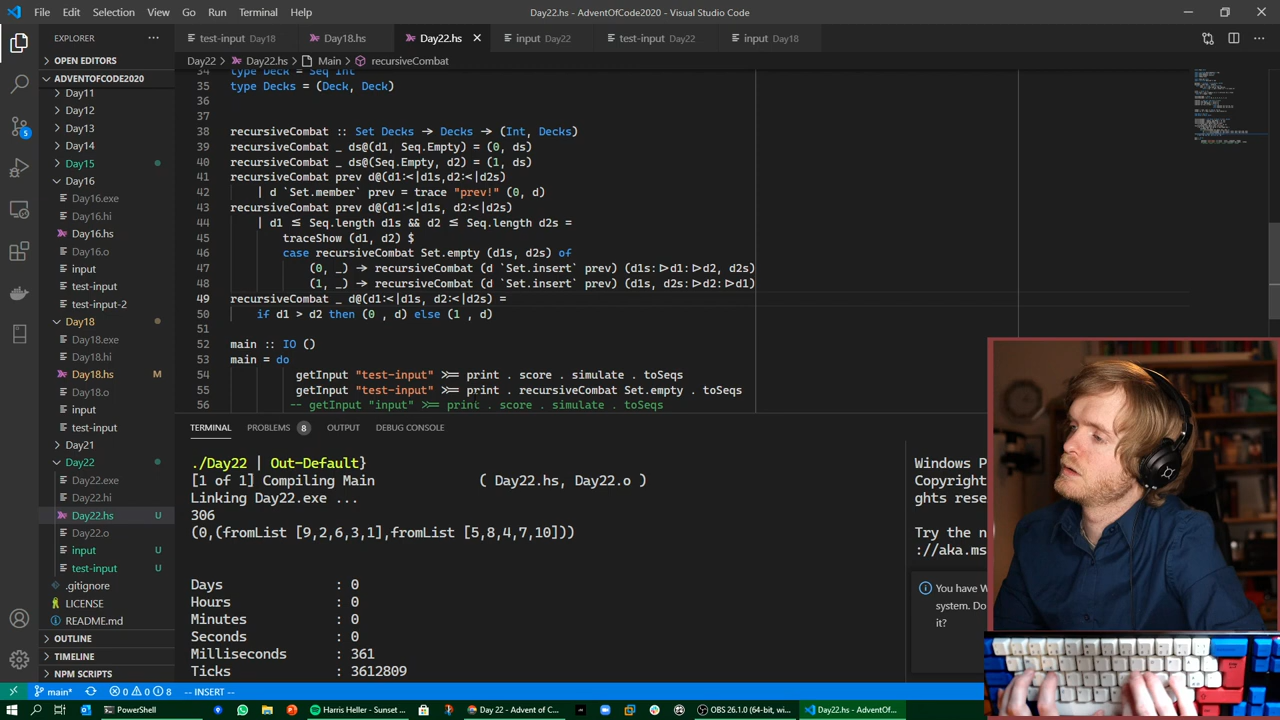 File Edit Selection View Go Run Terminal Help Day22.hs - AdventOfCode2020 - Visual Studio Code
EXPLORER ···
test-input Day18 Day18.hs Day22.hs × input Day22 test-input Day22 input Day18
OPEN EDITORS
Day22 > Day22.hs > Main > recursiveCombat
ADVENTOFCODE2020
Day11
Day12
Day13
Day14
Day15
Day16
Day16.exe
Day16.hi
Day16.hs
Day16.o
input
test-input
test-input-2
Day18
Day18.exe
Day18.hi
Day18.hs M
Day18.o
input
test-input
Day21
Day22
Day22.exe
Day22.hi
Day22.hs U
Day22.o
input U
test-input U
.gitignore
LICENSE
README.md
OUTLINE
TIMELINE
NPM SCRIPTS
5
34 type Deck = Seq Int
35 type Decks = (Deck, Deck)
36
37
38 recursiveCombat :: Set Decks → Decks → (Int, Decks)
39 recursiveCombat _ ds@(d1, Seq.Empty) = (0, ds)
40 recursiveCombat _ ds@(Seq.Empty, d2) = (1, ds)
41 recursiveCombat prev d@(d1:<|d1s,d2:<|d2s)
42 | d `Set.member` prev = trace "prev!" (0, d)
43 recursiveCombat prev d@(d1:<|d1s, d2:<|d2s)
44 | d1 ≤ Seq.length d1s && d2 ≤ Seq.length d2s =
45 traceShow (d1, d2) $
46 case recursiveCombat Set.empty (d1s, d2s) of
47 (0, _) → recursiveCombat (d `Set.insert` prev) (d1s:|>d1:|>d2, d2s)
48 (1, _) → recursiveCombat (d `Set.insert` prev) (d1s, d2s:|>d2:|>d1)
49 recursiveCombat _ d@(d1:<|d1s, d2:<|d2s) =
50 if d1 > d2 then (0 , d) else (1 , d)
51
52 main :: IO ()
53 main = do
54 getInput "test-input" >>= print . score . simulate . toSeqs
55 getInput "test-input" >>= print . recursiveCombat Set.empty . toSeqs
56 -- getInput "input" >>= print . score . simulate . toSeqs
TERMINAL PROBLEMS 8 OUTPUT DEBUG CONSOLE
./Day22 | Out-Default}
[1 of 1] Compiling Main ( Day22.hs, Day22.o )
Linking Day22.exe ...
306
(0,(fromList [9,2,6,3,1],fromList [5,8,4,7,10]))
Days : 0
Hours : 0
Minutes : 0
Seconds : 0
Milliseconds : 361
Ticks : 3612809
Windows P
Copyright
ghts rese
Try the n
://aka.ms
You have W
system. Do
it?
main* 0 0 8 -- INSERT --
PowerShell Harris Heller - Sunset ... Day 22 - Advent of C... OBS 26.1.0 (64-bit, w... Day22.hs - AdventOf...